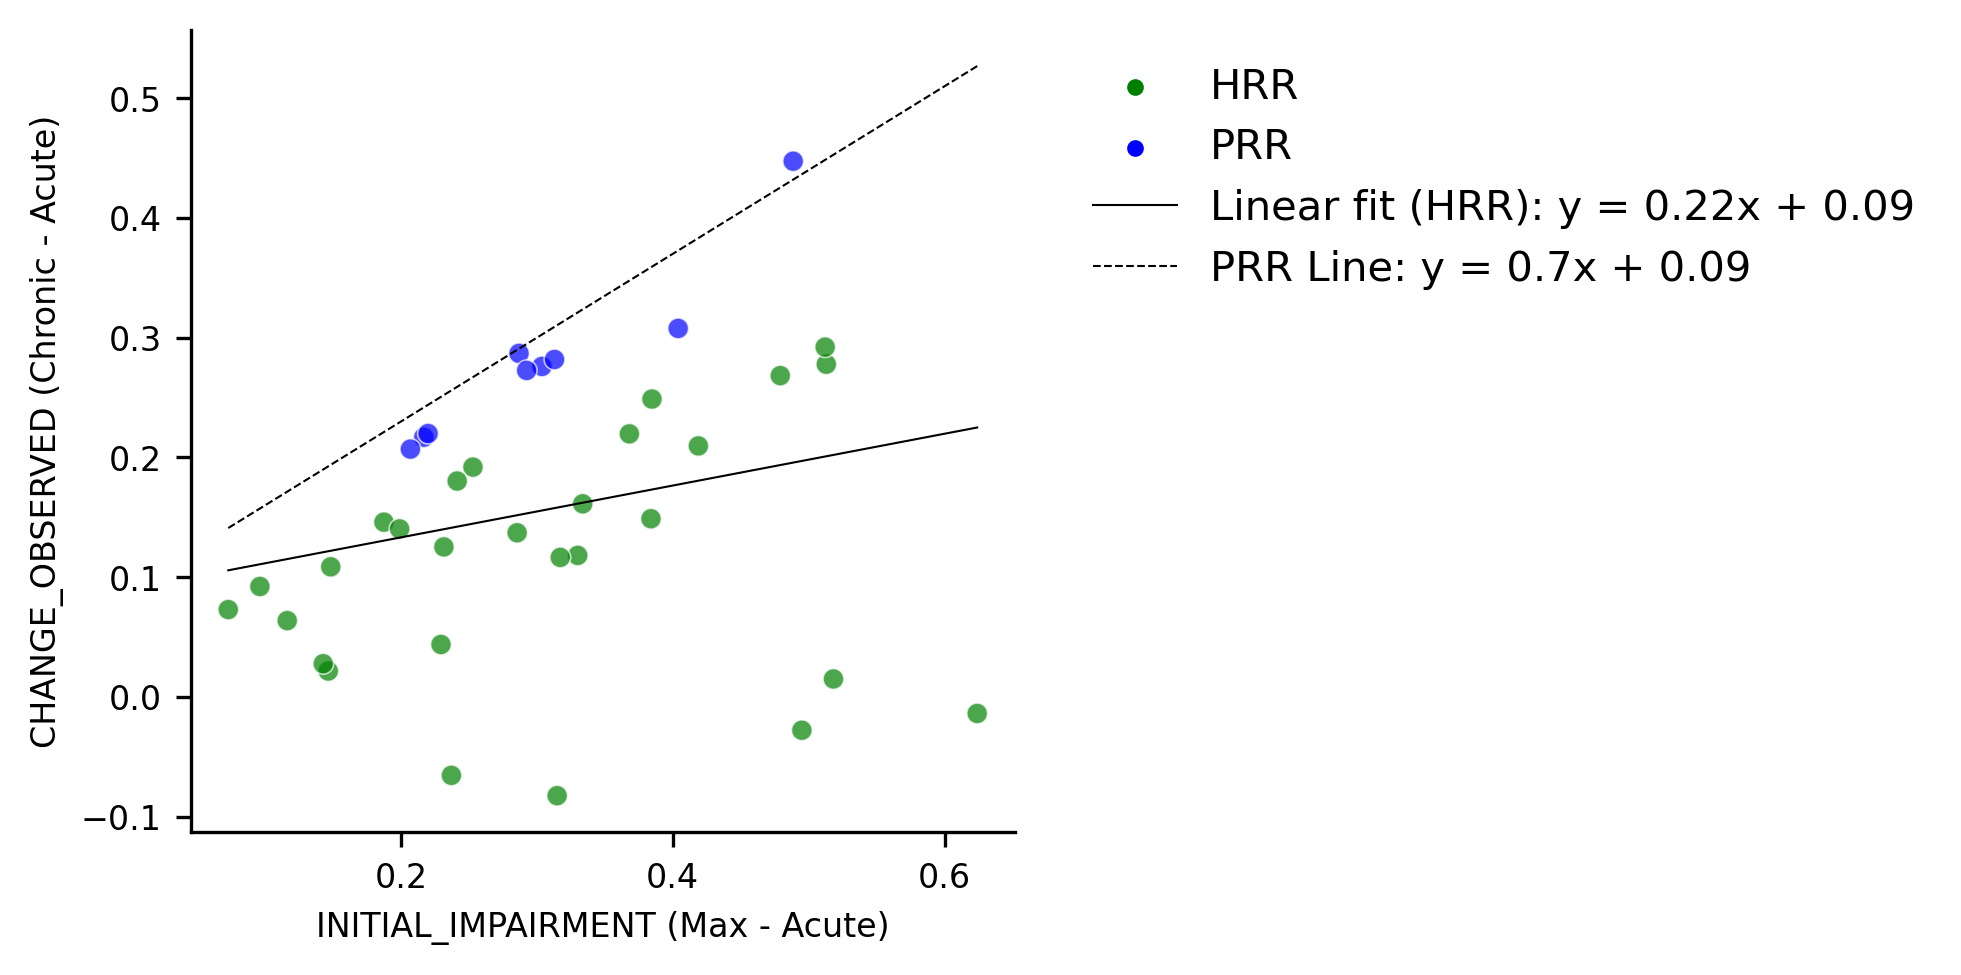 0.5
0.4
0.3
0.2
0.1
0.0
−0.1
CHANGE_OBSERVED (Chronic - Acute)
0.2 0.4 0.6
INITIAL_IMPAIRMENT (Max - Acute)
HRR
PRR
Linear fit (HRR): y = 0.22x + 0.09
PRR Line: y = 0.7x + 0.09